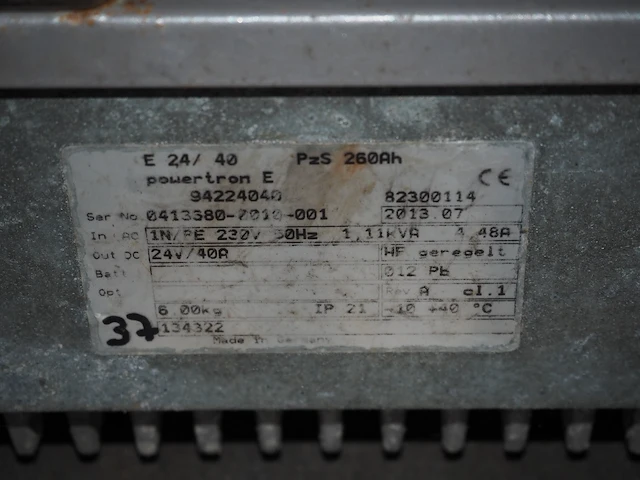 E 24/ 40 PzS 260Ah
powertron E CE
94224040 82300114
Ser No 0413380-7010-001 2013.07
In AC 1N/PE 230V 50Hz 1,11KVA 4,48A
Out DC 24V/40A HF geregelt
Bat 012 Pb
Opt Rev A cl.1
6 00kg IP 21 -10 +40 °C
37 134322
Made in Germany